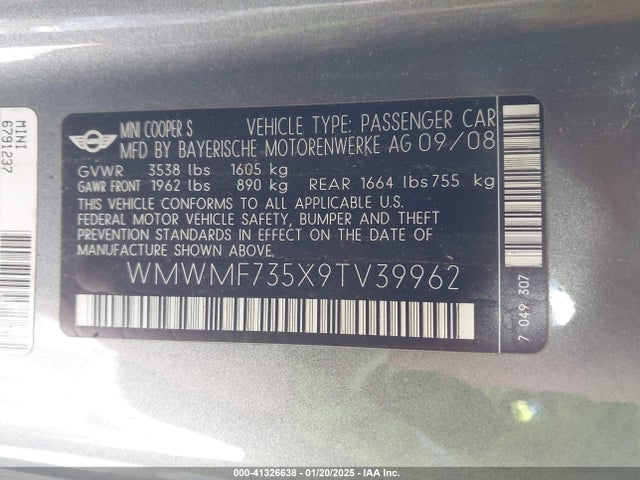 MINI
6791237
MINI COOPER S VEHICLE TYPE: PASSENGER CAR
MFD BY BAYERISCHE MOTORENWERKE AG 09/08
GVWR 3538 lbs 1605 kg
GAWR FRONT 1962 lbs 890 kg REAR 1664 lbs 755 kg
THIS VEHICLE CONFORMS TO ALL APPLICABLE U.S.
FEDERAL MOTOR VEHICLE SAFETY, BUMPER AND THEFT
PREVENTION STANDARDS IN EFFECT ON THE DATE OF
MANUFACTURE SHOWN ABOVE.
WMWMF735X9TV39962
7 049 307
000-41326638 - 01/20/2025 - IAA Inc.